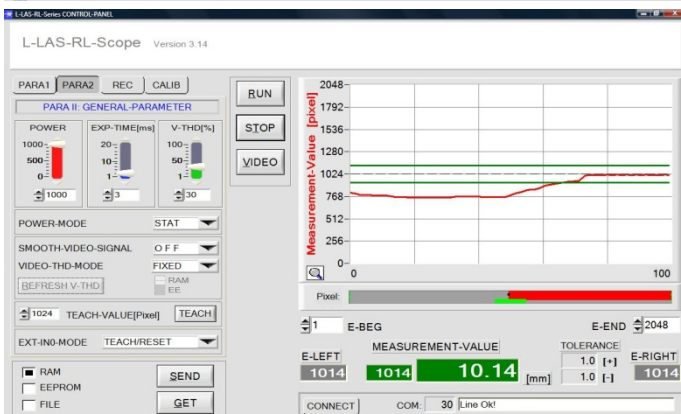 L-LAS-RL-Series CONTROL-PANEL
L-LAS-RL-Scope Version 3.14
PARA1 PARA2 REC CALIB
PARA II: GENERAL-PARAMETER
POWER EXP-TIME[ms] V-THD[%]
1000 20 100
500 10 50
0 1 1
1000 3 30
POWER-MODE STAT
SMOOTH-VIDEO-SIGNAL OFF
VIDEO-THD-MODE FIXED
REFRESH V-THD RAM
EE
1024 TEACH-VALUE[Pixel] TEACH
EXT-IN0-MODE TEACH/RESET
RAM
EEPROM
FILE
SEND
GET
RUN
STOP
VIDEO
Measurement-Value [pixel]
2048
1792
1536
1280
1024
768
512
256
0
0 100
Pixel:
1 E-BEG E-END 2048
MEASUREMENT-VALUE TOLERANCE
E-LEFT 1.0 [+] E-RIGHT
1014 1014 10.14 [mm] 1.0 [-] 1014
CONNECT COM: 30 Line Ok!